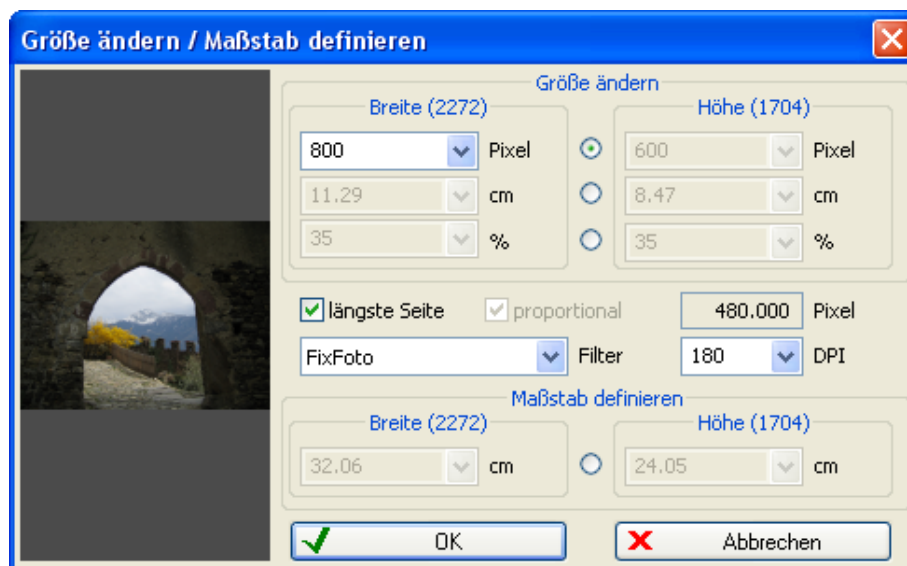 Größe ändern / Maßstab definieren
Größe ändern
Breite (2272) Höhe (1704)
800 Pixel 600 Pixel
11.29 cm 8.47 cm
35 % 35 %
längste Seite proportional 480.000 Pixel
FixFoto Filter 180 DPI
Maßstab definieren
Breite (2272) Höhe (1704)
32.06 cm 24.05 cm
OK Abbrechen